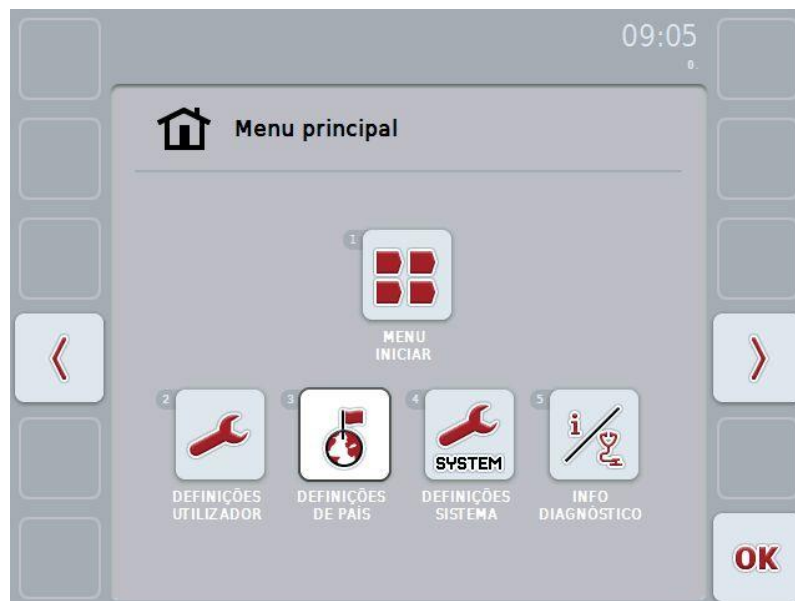 09:05
0.
Menu principal
1
MENU
INICIAR
2
3
4
5
SYSTEM
i
DEFINIÇÕES
UTILIZADOR
DEFINIÇÕES
DE PAÍS
DEFINIÇÕES
SISTEMA
INFO
DIAGNÓSTICO
OK